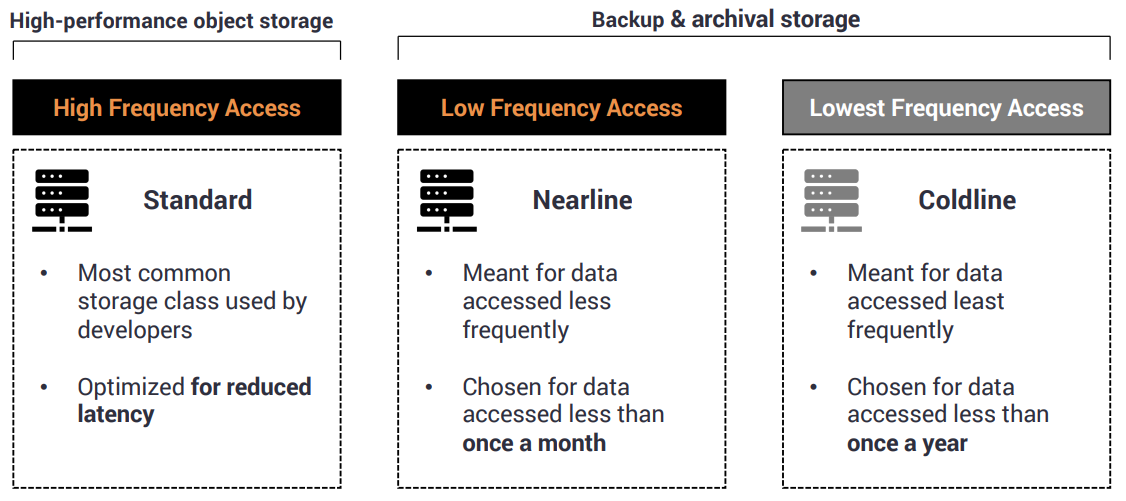 High-performance object storage
Backup & archival storage
High Frequency Access
Low Frequency Access
Lowest Frequency Access
Standard
• Most common
storage class used by
developers
• Optimized for reduced
latency
Nearline
• Meant for data
accessed less
frequently
• Chosen for data
accessed less than
once a month
Coldline
• Meant for data
accessed least
frequently
• Chosen for data
accessed less than
once a year